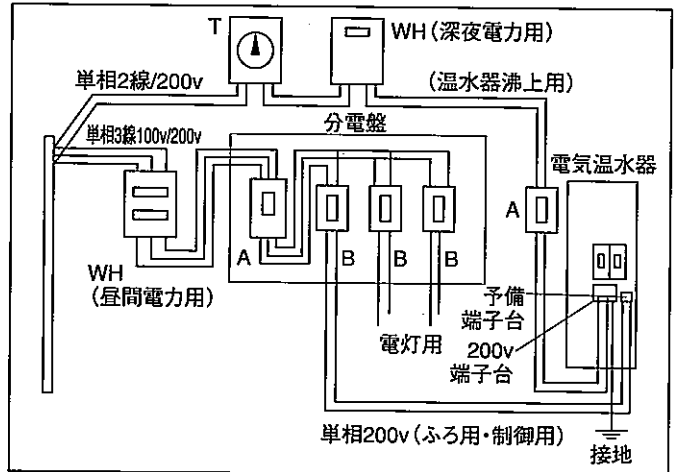 T
WH（深夜電力用）
単相2線/200v
（温水器沸上用）
分電盤
単相3線100v/200v
電気温水器
A
A
B
B
B
WH
（昼間電力用）
予備
端子台
電灯用
200v
端子台
単相200v（ふろ用・制御用）
接地